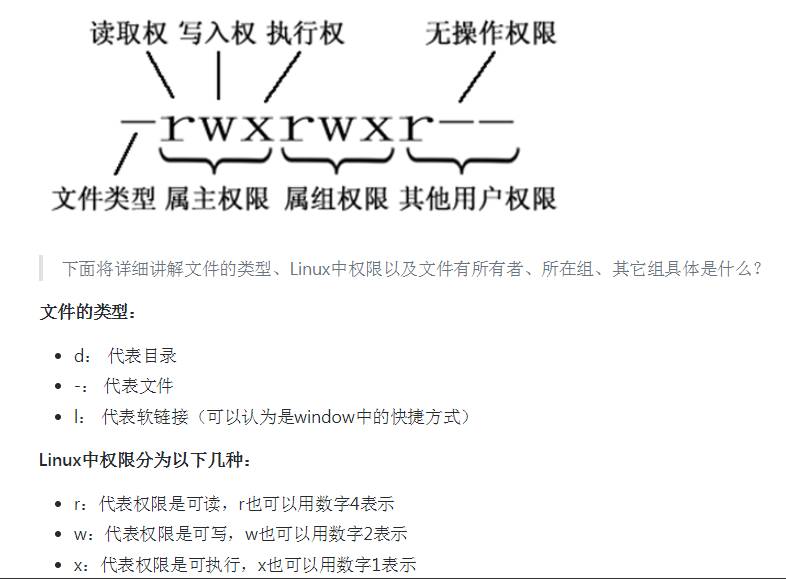 读取权 写入权 执行权 无操作权限
-rwxrwxr--
文件类型 属主权限 属组权限 其他用户权限
下面将详细讲解文件的类型、Linux中权限以及文件有所有者、所在组、其它组具体是什么？
文件的类型：
d： 代表目录
-： 代表文件
l： 代表软链接（可以认为是window中的快捷方式）
Linux中权限分为以下几种：
r：代表权限是可读，r也可以用数字4表示
w：代表权限是可写，w也可以用数字2表示
x：代表权限是可执行，x也可以用数字1表示